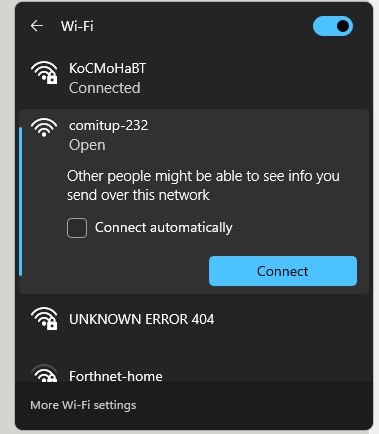 Wi-Fi
KoCMoHaBT
Connected
comitup-232
Open
Other people might be able to see info you
send over this network
Connect automatically
Connect
UNKNOWN ERROR 404
Forthnet-home
More Wi-Fi settings